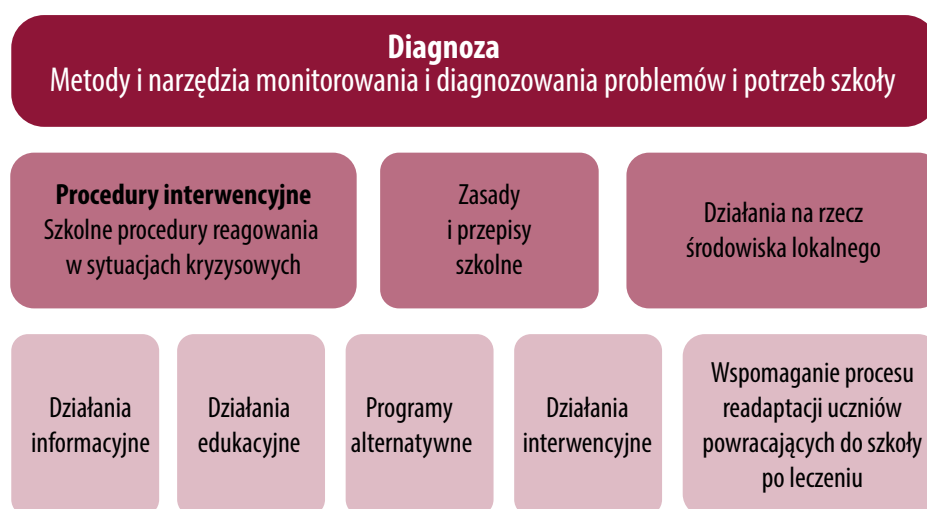 Diagnoza
Metody i narzędzia monitorowania i diagnozowania problemów i potrzeb szkoły
Procedury interwencyjne
Szkolne procedury reagowania
w sytuacjach kryzysowych
Zasady
i przepisy
szkolne
Działania na rzecz
środowiska lokalnego
Działania
informacyjne
Działania
edukacyjne
Programy
alternatywne
Działania
interwencyjne
Wspomaganie procesu
readaptacji uczniów
powracających do szkoły
po leczeniu